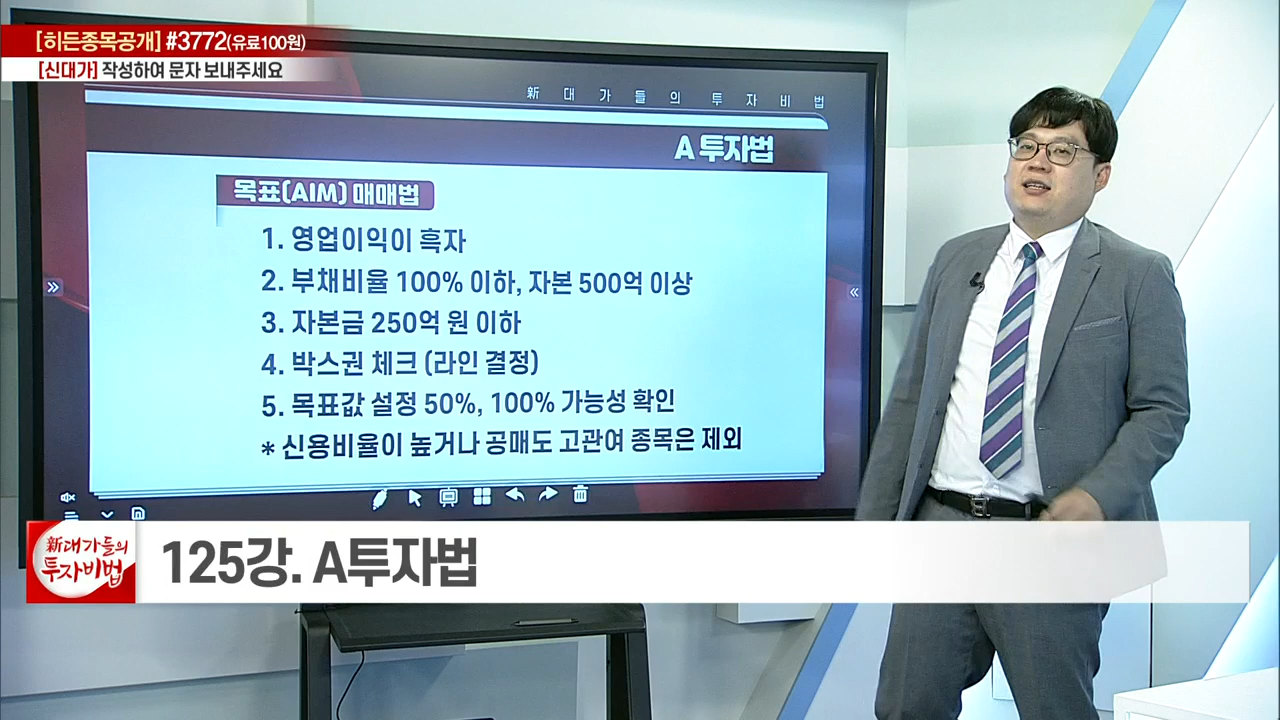 [히든종목공개] #3772(유료100원)
[신대가] 작성하여 문자 보내주세요
新 대 가 들 의 투 자 비 법
A 투자법
목표(AIM) 매매법
1. 영업이익이 흑자
2. 부채비율 100% 이하, 자본 500억 이상
3. 자본금 250억 원 이하
4. 박스권 체크 (라인 결정)
5. 목표값 설정 50%, 100% 가능성 확인
* 신용비율이 높거나 공매도 고관여 종목은 제외
新대가들의
투자비법
125강. A투자법